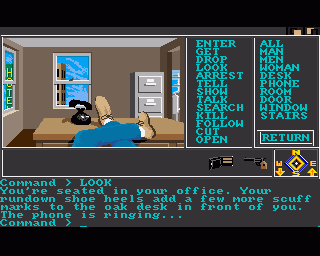 HOTEL
ENTER ALL
GET MAN
DROP MEN
LOOK WOMAN
ARREST DESK
TELL PHONE
SHOW ROOM
TALK DOOR
SEARCH WINDOW
KILL STAIRS
FOLLOW
CUT RETURN
OPEN
N
W E
S
Command > LOOK
You're seated in your office. Your
rundown shoe heels add a few more scuff
marks to the oak desk in front of you.
The phone is ringing...
Command > _